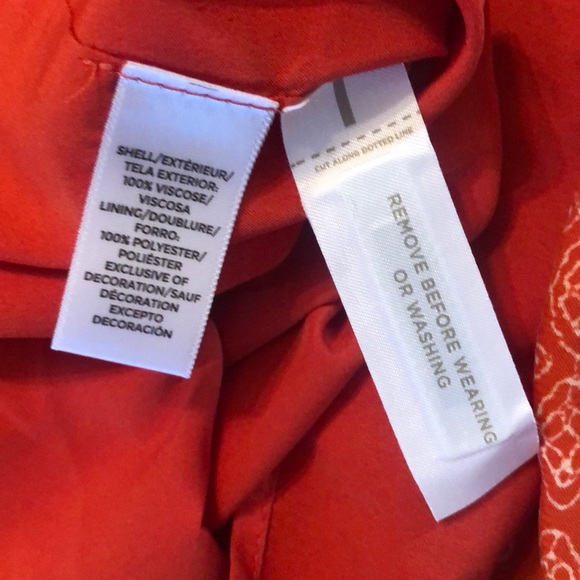 SHELL/EXTÉRIEUR/
TELA EXTERIOR:
100% VISCOSE/
VISCOSA
LINING/DOUBLURE/
FORRO:
100% POLYESTER/
POLIÉSTER
EXCLUSIVE OF
DECORATION/SAUF
DÉCORATION
EXCEPTO
DECORACIÓN
CUT ALONG DOTTED LINE
REMOVE BEFORE WEARING
OR WASHING